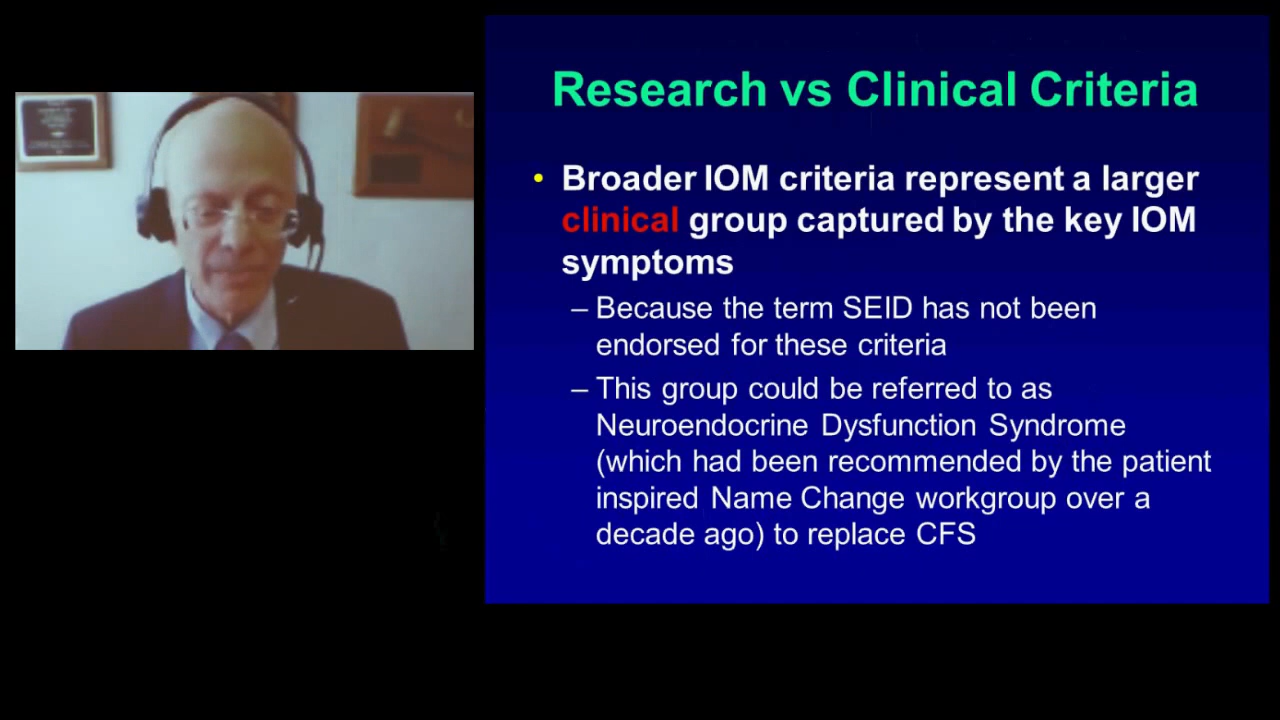 Research vs Clinical Criteria
• Broader IOM criteria represent a larger
clinical group captured by the key IOM
symptoms
– Because the term SEID has not been
endorsed for these criteria
– This group could be referred to as
Neuroendocrine Dysfunction Syndrome
(which had been recommended by the patient
inspired Name Change workgroup over a
decade ago) to replace CFS